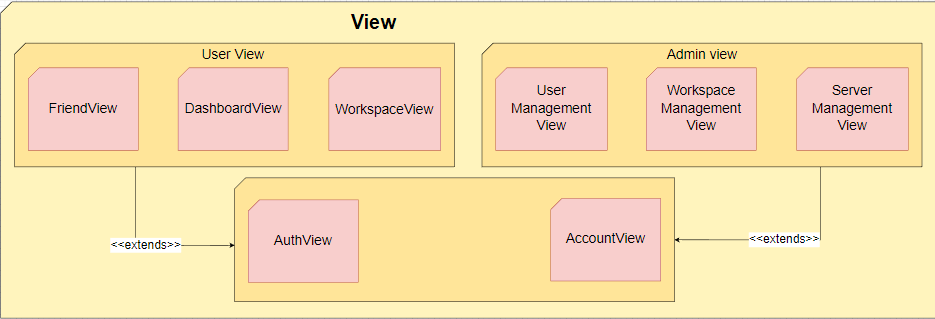 View
User View
FriendView
DashboardView
WorkspaceView
Admin view
User
Management
View
Workspace
Management
View
Server
Management
View
<<extends>>
AuthView
AccountView
<<extends>>